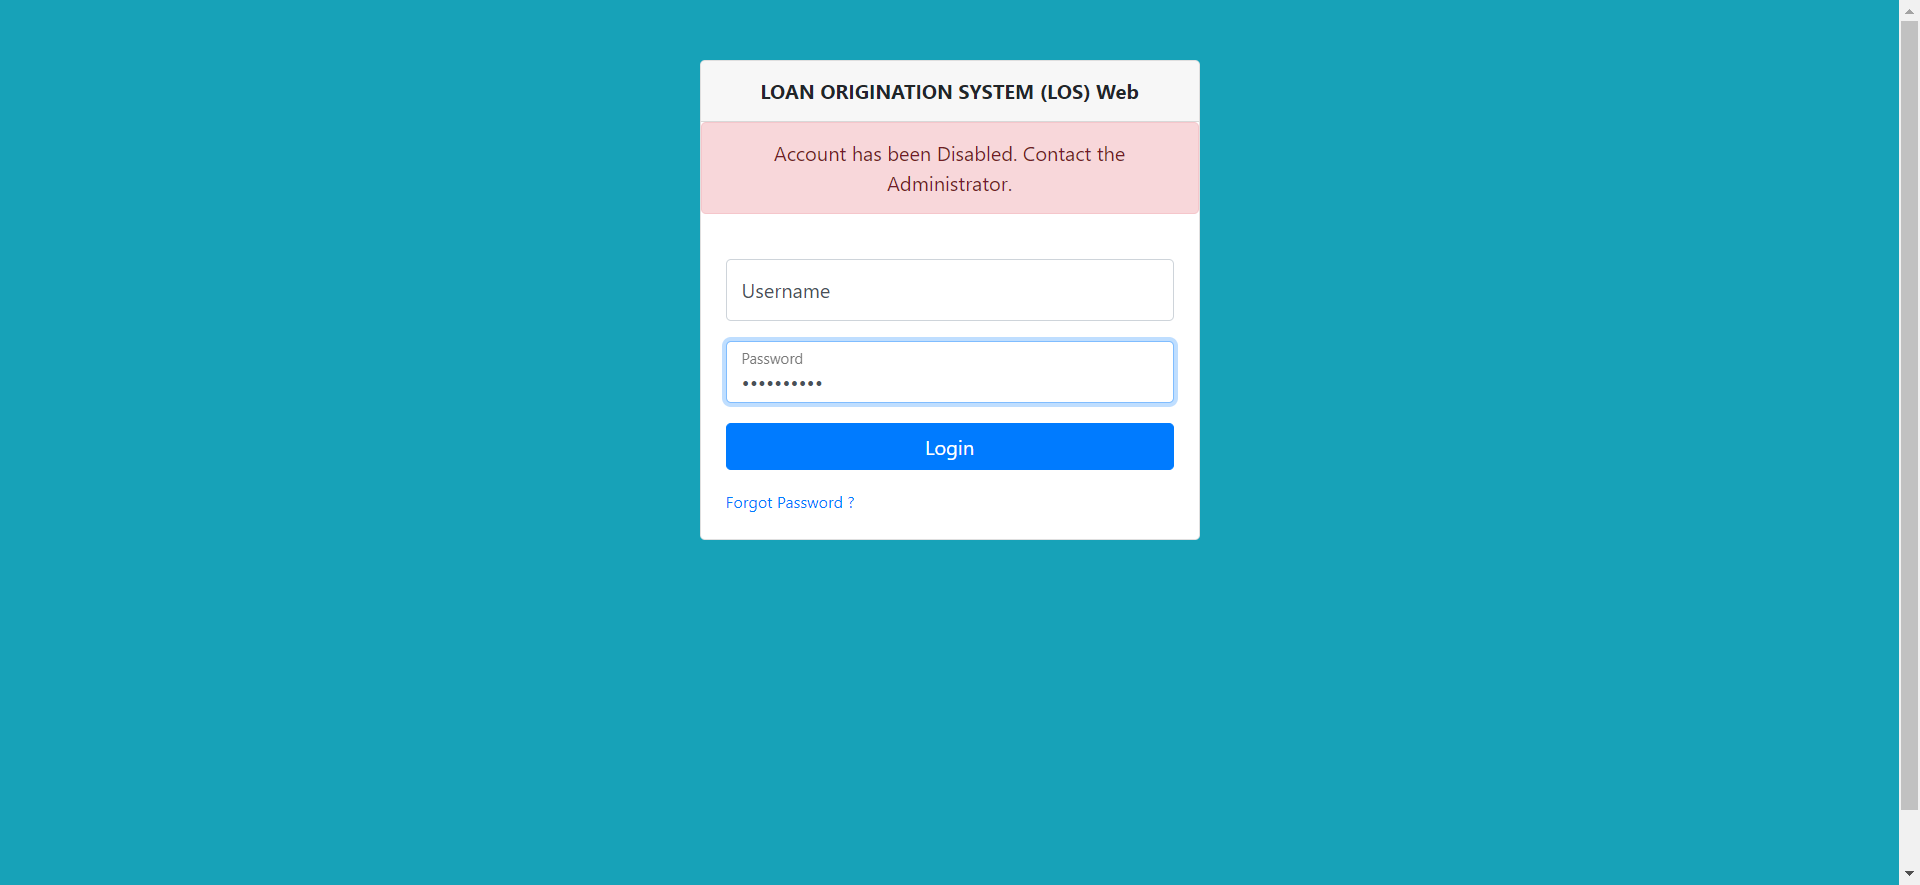 LOAN ORIGINATION SYSTEM (LOS) Web
Account has been Disabled. Contact the
Administrator.
Username
Password
••••••••••
Login
Forgot Password ?